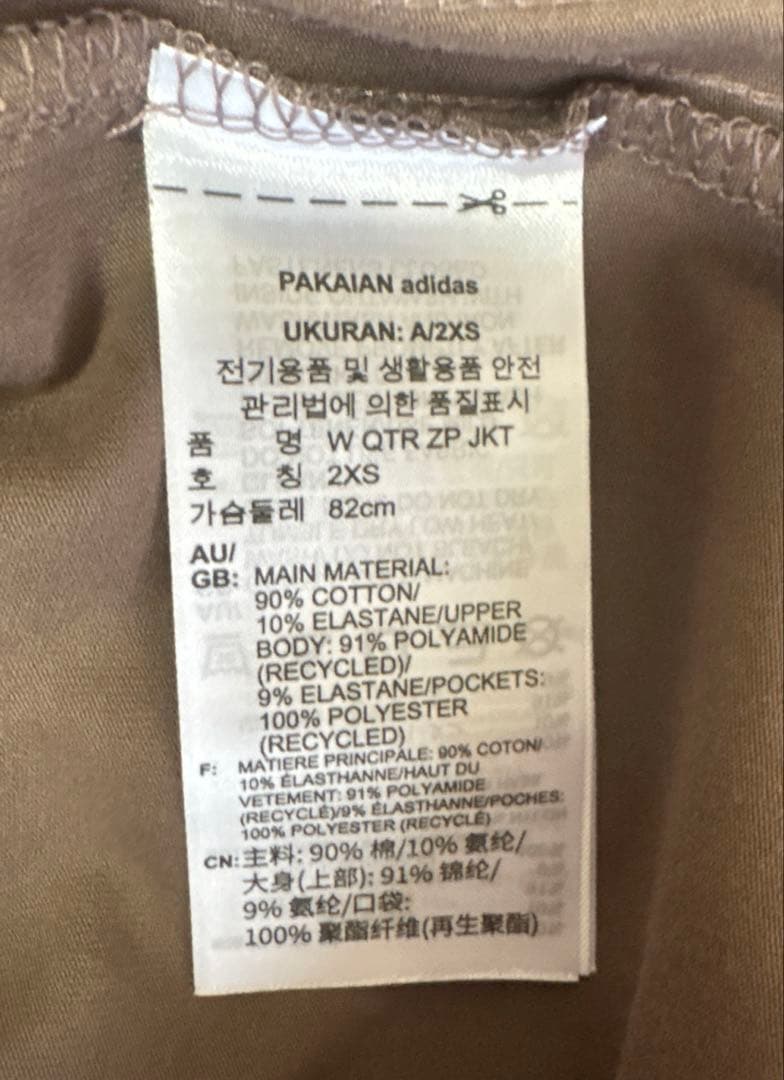 PAKAIAN adidas
UKURAN: A/2XS
전기용품 및 생활용품 안전
관리법에 의한 품질표시
품 명 W QTR ZP JKT
호 칭 2XS
가슴둘레 82cm
AU/
GB: MAIN MATERIAL:
90% COTTON/
10% ELASTANE/UPPER
BODY: 91% POLYAMIDE
(RECYCLED)/
9% ELASTANE/POCKETS:
100% POLYESTER
(RECYCLED)
F: MATIERE PRINCIPALE: 90% COTON/
10% ÉLASTHANNE/HAUT DU
VETEMENT: 91% POLYAMIDE
(RECYCLÉ)/9% ÉLASTHANNE/POCHES:
100% POLYESTER (RECYCLÉ)
CN: 主料: 90% 棉/10% 氨纶/
大身(上部): 91% 锦纶/
9% 氨纶/口袋:
100% 聚酯纤维(再生聚酯)